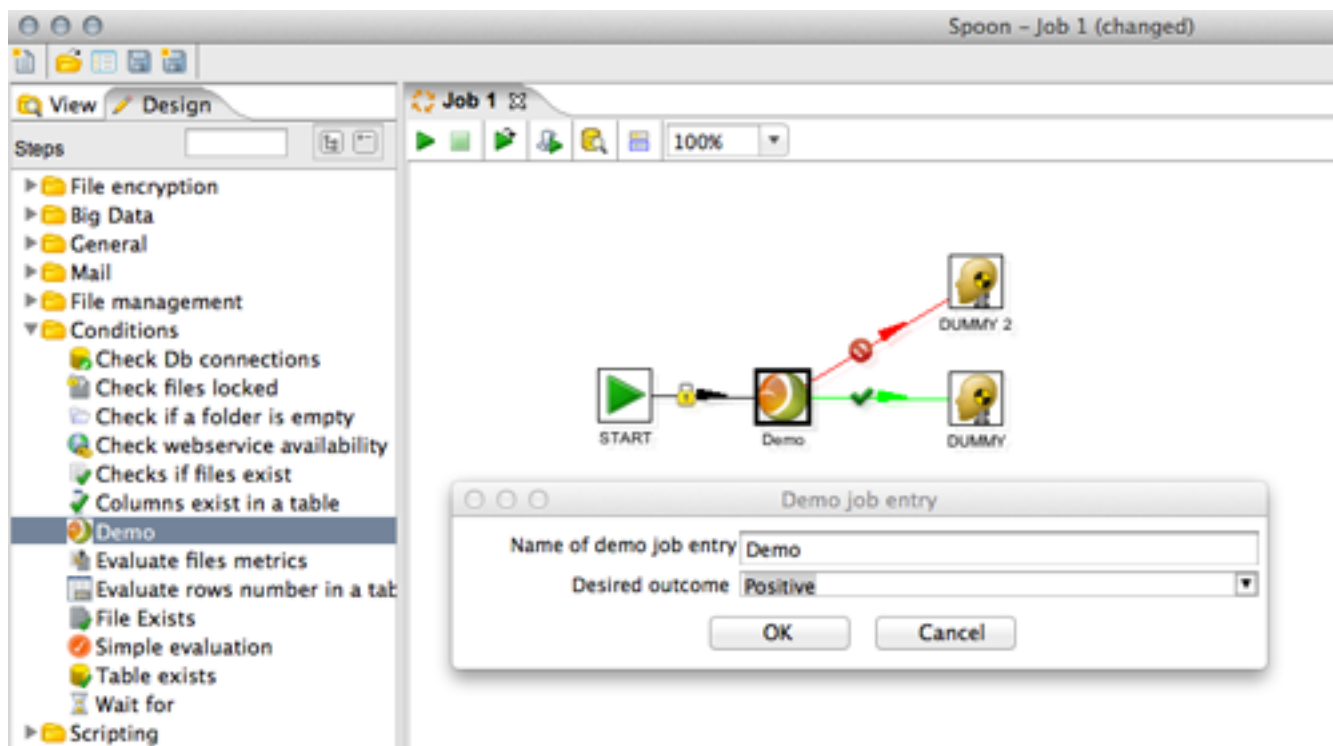 Spoon – Job 1 (changed)
View Design
Steps
File encryption
Big Data
General
Mail
File management
Conditions
Check Db connections
Check files locked
Check if a folder is empty
Check webservice availability
Checks if files exist
Columns exist in a table
Demo
Evaluate files metrics
Evaluate rows number in a tab
File Exists
Simple evaluation
Table exists
Wait for
Scripting
Job 1
100%
DUMMY 2
START
Demo
DUMMY
Demo job entry
Name of demo job entry Demo
Desired outcome Positive
OK Cancel